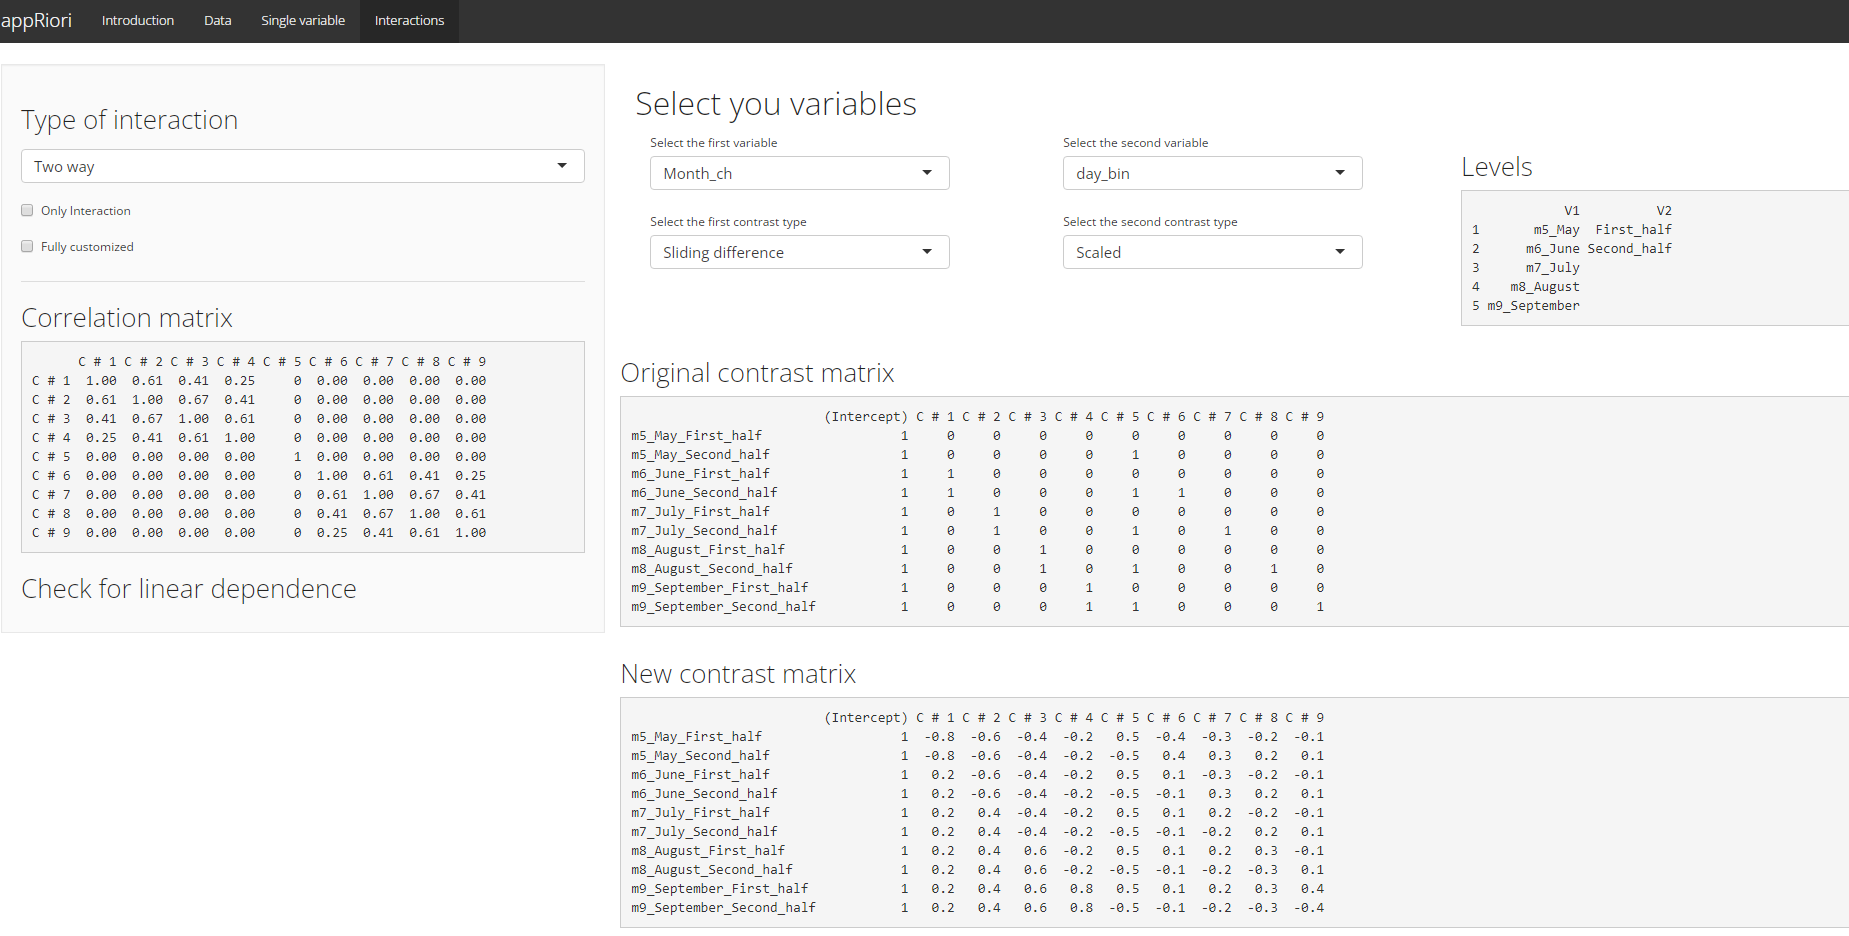 appRiori Introduction Data Single variable Interactions
Type of interaction
Two way
Only Interaction
Fully customized
Correlation matrix
C # 1 C # 2 C # 3 C # 4 C # 5 C # 6 C # 7 C # 8 C # 9
C # 1 1.00 0.61 0.41 0.25 0 0.00 0.00 0.00 0.00
C # 2 0.61 1.00 0.67 0.41 0 0.00 0.00 0.00 0.00
C # 3 0.41 0.67 1.00 0.61 0 0.00 0.00 0.00 0.00
C # 4 0.25 0.41 0.61 1.00 0 0.00 0.00 0.00 0.00
C # 5 0.00 0.00 0.00 0.00 1 0.00 0.00 0.00 0.00
C # 6 0.00 0.00 0.00 0.00 0 1.00 0.61 0.41 0.25
C # 7 0.00 0.00 0.00 0.00 0 0.61 1.00 0.67 0.41
C # 8 0.00 0.00 0.00 0.00 0 0.41 0.67 1.00 0.61
C # 9 0.00 0.00 0.00 0.00 0 0.25 0.41 0.61 1.00
Check for linear dependence
Select you variables
Select the first variable
Month_ch
Select the first contrast type
Sliding difference
Select the second variable
day_bin
Select the second contrast type
Scaled
Levels
V1 V2
1 m5_May First_half
2 m6_June Second_half
3 m7_July
4 m8_August
5 m9_September
Original contrast matrix
(Intercept) C # 1 C # 2 C # 3 C # 4 C # 5 C # 6 C # 7 C # 8 C # 9
m5_May_First_half 1 0 0 0 0 0 0 0 0 0
m5_May_Second_half 1 0 0 0 0 1 0 0 0 0
m6_June_First_half 1 1 0 0 0 0 0 0 0 0
m6_June_Second_half 1 1 0 0 0 1 1 0 0 0
m7_July_First_half 1 0 1 0 0 0 0 0 0 0
m7_July_Second_half 1 0 1 0 0 1 0 1 0 0
m8_August_First_half 1 0 0 1 0 0 0 0 0 0
m8_August_Second_half 1 0 0 1 0 1 0 0 1 0
m9_September_First_half 1 0 0 0 1 0 0 0 0 0
m9_September_Second_half 1 0 0 0 1 1 0 0 0 1
New contrast matrix
(Intercept) C # 1 C # 2 C # 3 C # 4 C # 5 C # 6 C # 7 C # 8 C # 9
m5_May_First_half 1 -0.8 -0.6 -0.4 -0.2 0.5 -0.4 -0.3 -0.2 -0.1
m5_May_Second_half 1 -0.8 -0.6 -0.4 -0.2 -0.5 0.4 0.3 0.2 0.1
m6_June_First_half 1 0.2 -0.6 -0.4 -0.2 0.5 0.1 -0.3 -0.2 -0.1
m6_June_Second_half 1 0.2 -0.6 -0.4 -0.2 -0.5 -0.1 0.3 0.2 0.1
m7_July_First_half 1 0.2 0.4 -0.4 -0.2 0.5 0.1 0.2 -0.2 -0.1
m7_July_Second_half 1 0.2 0.4 -0.4 -0.2 -0.5 -0.1 -0.2 0.2 0.1
m8_August_First_half 1 0.2 0.4 0.6 -0.2 0.5 0.1 0.2 0.3 -0.1
m8_August_Second_half 1 0.2 0.4 0.6 -0.2 -0.5 -0.1 -0.2 -0.3 0.1
m9_September_First_half 1 0.2 0.4 0.6 0.8 0.5 0.1 0.2 0.3 0.4
m9_September_Second_half 1 0.2 0.4 0.6 0.8 -0.5 -0.1 -0.2 -0.3 -0.4